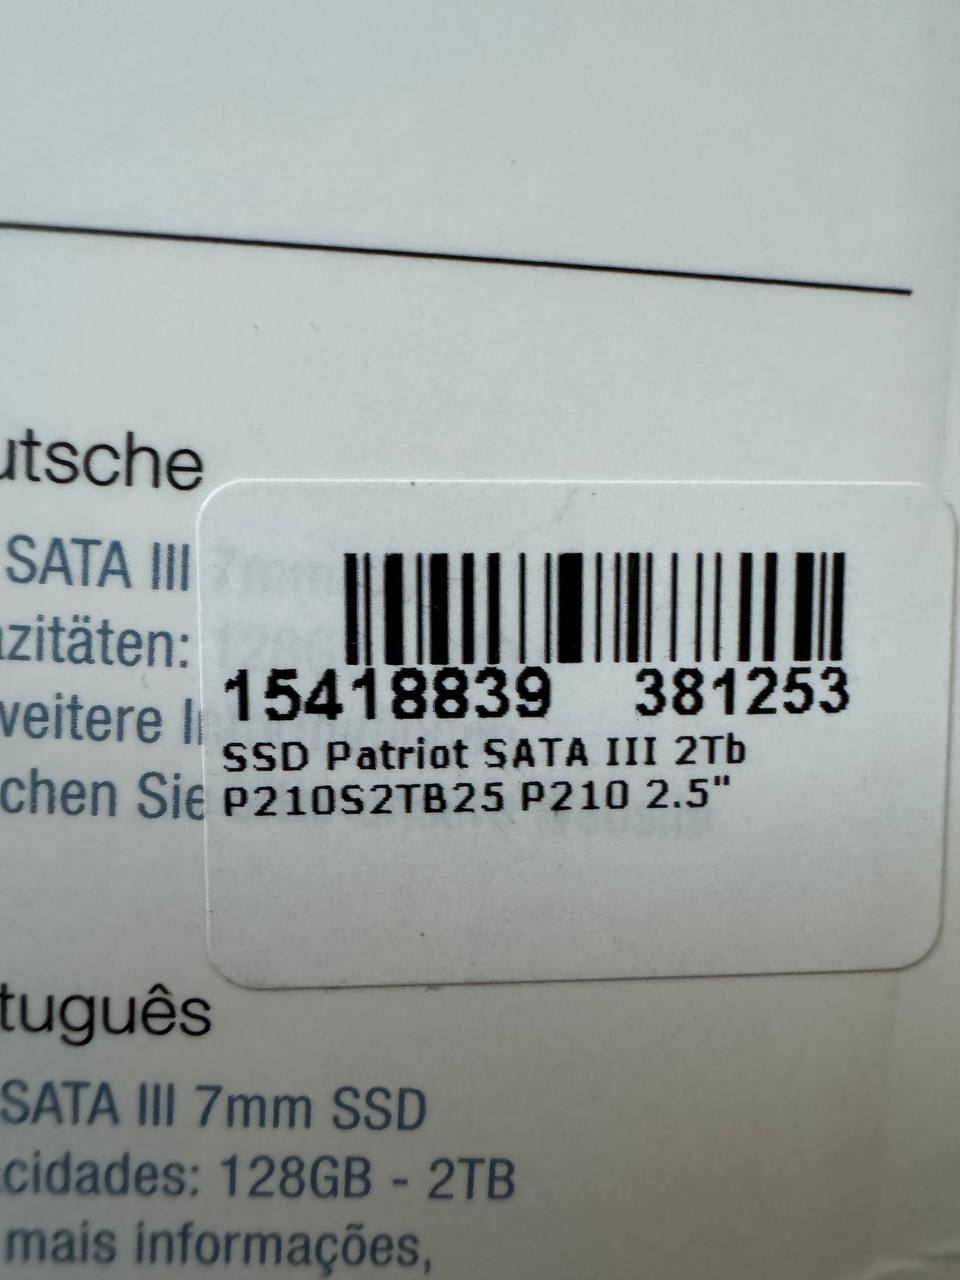 utsche
SATA III
zitäten:
weitere I
chen Sie
15418839 381253
SSD Patriot SATA III 2Tb
P210S2TB25 P210 2.5"
tuguês
SATA III 7mm SSD
cidades: 128GB - 2TB
mais informações,